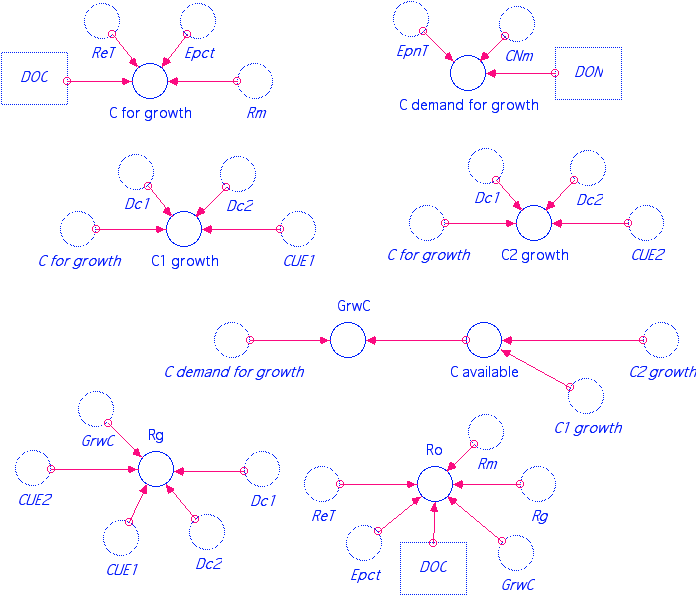 ReT
Epct
DOC
Rm
C for growth
EpnT
CNm
DON
C demand for growth
Dc1
Dc2
C for growth
C1 growth
CUE1
Dc1
Dc2
C for growth
C2 growth
CUE2
GrwC
C demand for growth
C available
C2 growth
C1 growth
GrwC
Rg
CUE2
Dc1
CUE1
Dc2
Ro
Rm
ReT
Rg
Epct
DOC
GrwC